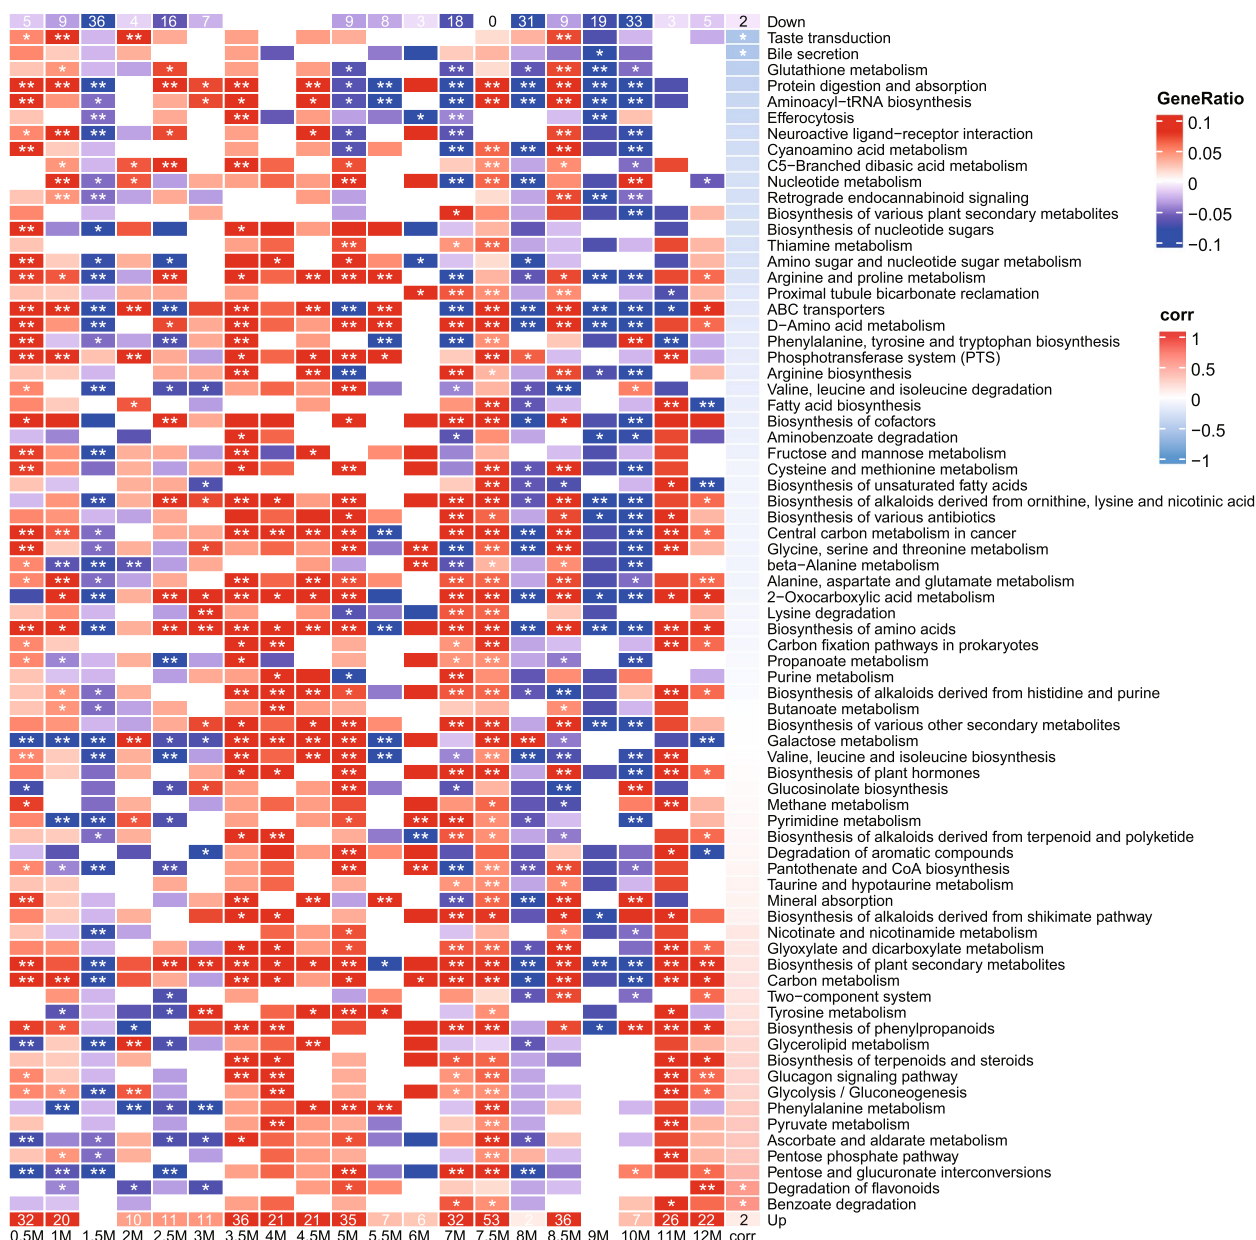 5 9 36 4 16 7 9 8 3 18 0 31 9 19 33 3 5 2 Down
Taste transduction
Bile secretion
Glutathione metabolism
Protein digestion and absorption
Aminoacyl−tRNA biosynthesis
Efferocytosis
Neuroactive ligand−receptor interaction
Cyanoamino acid metabolism
C5−Branched dibasic acid metabolism
Nucleotide metabolism
Retrograde endocannabinoid signaling
Biosynthesis of various plant secondary metabolites
Biosynthesis of nucleotide sugars
Thiamine metabolism
Amino sugar and nucleotide sugar metabolism
Arginine and proline metabolism
Proximal tubule bicarbonate reclamation
ABC transporters
D−Amino acid metabolism
Phenylalanine, tyrosine and tryptophan biosynthesis
Phosphotransferase system (PTS)
Arginine biosynthesis
Valine, leucine and isoleucine degradation
Fatty acid biosynthesis
Biosynthesis of cofactors
Aminobenzoate degradation
Fructose and mannose metabolism
Cysteine and methionine metabolism
Biosynthesis of unsaturated fatty acids
Biosynthesis of alkaloids derived from ornithine, lysine and nicotinic acid
Biosynthesis of various antibiotics
Central carbon metabolism in cancer
Glycine, serine and threonine metabolism
beta−Alanine metabolism
Alanine, aspartate and glutamate metabolism
2−Oxocarboxylic acid metabolism
Lysine degradation
Biosynthesis of amino acids
Carbon fixation pathways in prokaryotes
Propanoate metabolism
Purine metabolism
Biosynthesis of alkaloids derived from histidine and purine
Butanoate metabolism
Biosynthesis of various other secondary metabolites
Galactose metabolism
Valine, leucine and isoleucine biosynthesis
Biosynthesis of plant hormones
Glucosinolate biosynthesis
Methane metabolism
Pyrimidine metabolism
Biosynthesis of alkaloids derived from terpenoid and polyketide
Degradation of aromatic compounds
Pantothenate and CoA biosynthesis
Taurine and hypotaurine metabolism
Mineral absorption
Biosynthesis of alkaloids derived from shikimate pathway
Nicotinate and nicotinamide metabolism
Glyoxylate and dicarboxylate metabolism
Biosynthesis of plant secondary metabolites
Carbon metabolism
Two−component system
Tyrosine metabolism
Biosynthesis of phenylpropanoids
Glycerolipid metabolism
Biosynthesis of terpenoids and steroids
Glucagon signaling pathway
Glycolysis / Gluconeogenesis
Phenylalanine metabolism
Pyruvate metabolism
Ascorbate and aldarate metabolism
Pentose phosphate pathway
Pentose and glucuronate interconversions
Degradation of flavonoids
Benzoate degradation
32 20 10 11 11 36 21 21 35 7 6 32 53 2 36 7 26 22 2 Up
0.5M 1M 1.5M 2M 2.5M 3M 3.5M 4M 4.5M 5M 5.5M 6M 7M 7.5M 8M 8.5M 9M 10M 11M 12M corr
GeneRatio
0.1
0.05
0
−0.05
−0.1
corr
1
0.5
0
−0.5
−1